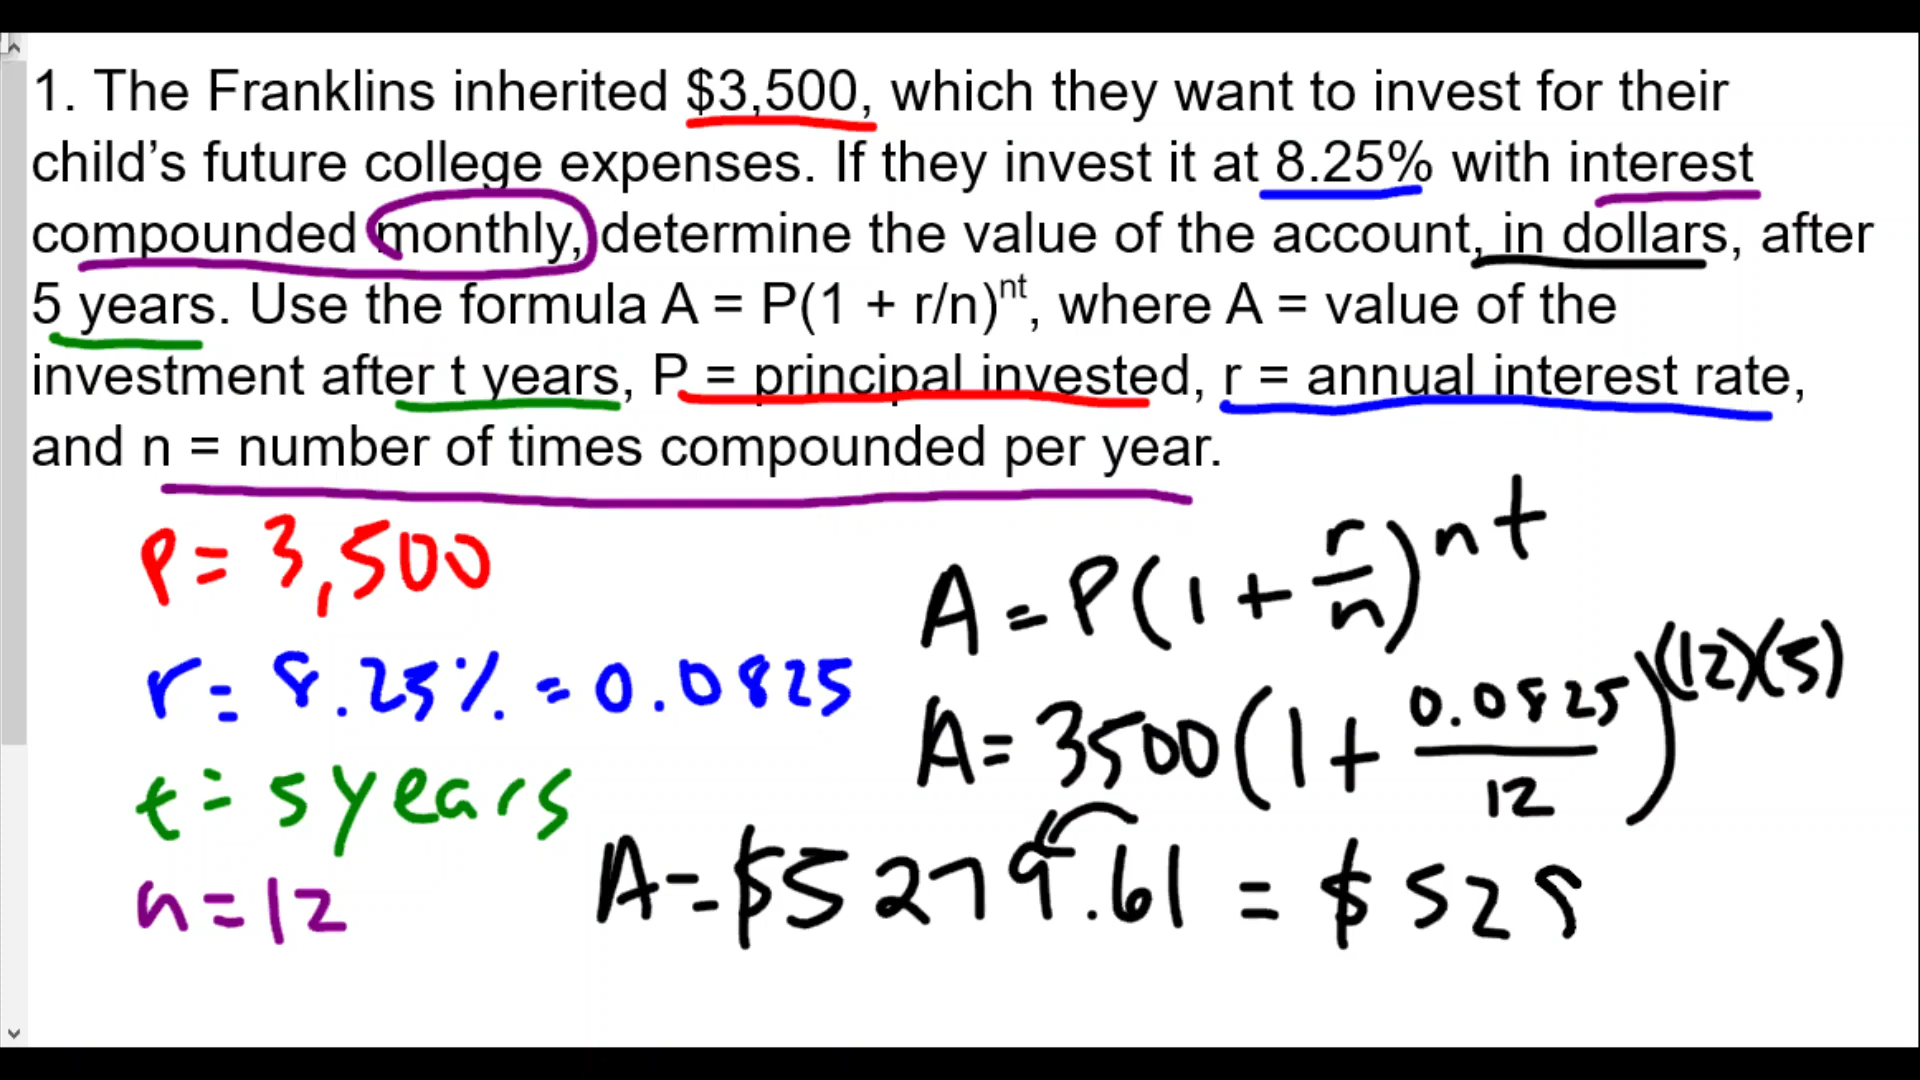 1. The Franklins inherited $3,500, which they want to invest for their
child’s future college expenses. If they invest it at 8.25% with interest
compounded monthly, determine the value of the account, in dollars, after
5 years. Use the formula A = P(1 + r/n)^nt, where A = value of the
investment after t years, P = principal invested, r = annual interest rate,
and n = number of times compounded per year.
P = 3,500
r = 8.25% = 0.0825
t = 5 years
n = 12
A = P(1 + r/n)^nt
A = 3500(1 + 0.0825/12)^(12)(5)
A = $5279.61 = $528